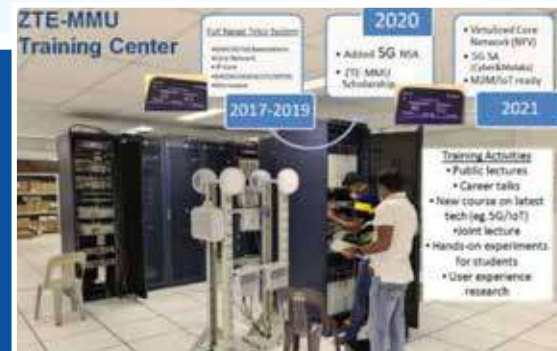 ZTE-MMU
Training Center
Full Range Telco System
2017-2019
2020
• Added 5G NSA
• ZTE MMU
Scholarship
• Virtualized Core
Network (NFV)
• 5G SA
(Cyber&Melaka)
• M2M/IoT ready
2021
Training Activities
• Public lectures
• Career talks
• New course on latest
tech (eg.5G/IoT)
•Joint lecture
• Hands-on experiments
for students
• User experience
research